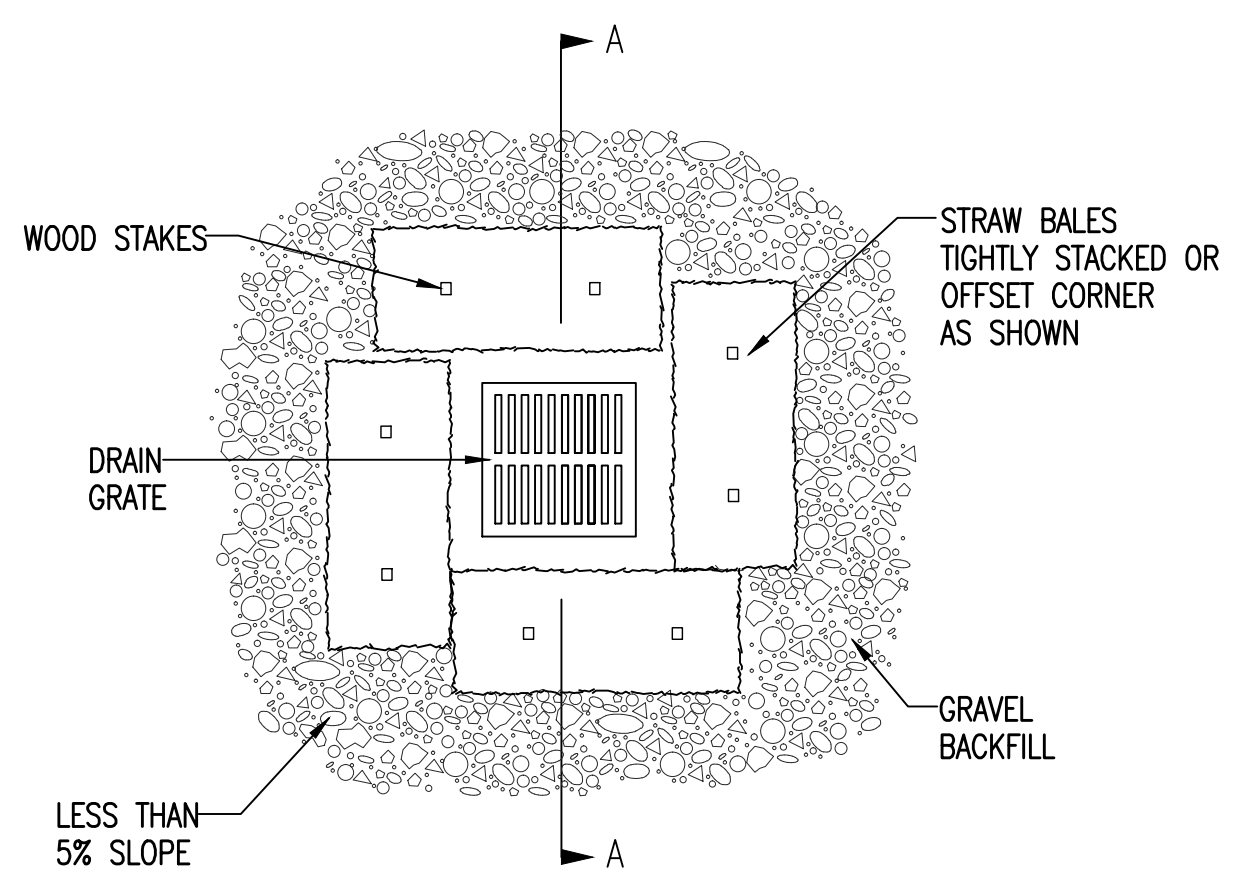 A
WOOD STAKES
STRAW BALES
TIGHTLY STACKED OR
OFFSET CORNER
AS SHOWN
DRAIN
GRATE
GRAVEL
BACKFILL
LESS THAN
5% SLOPE
A